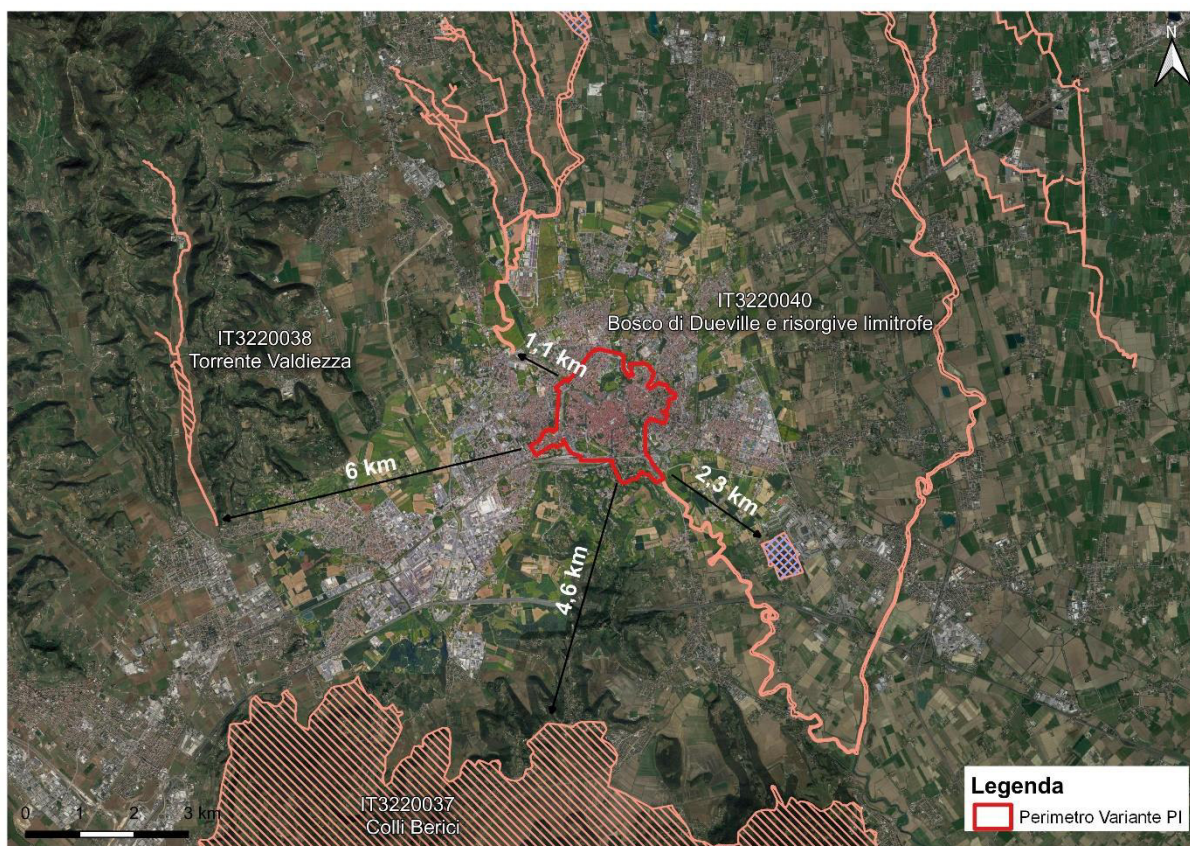 N
IT3220038
Torrente Valdiezza
IT3220040
Bosco di Dueville e risorgive limitrofe
1,1 km
6 km
2,3 km
4,6 km
IT3220037
Colli Berici
0 1 2 3 km
Legenda
Perimetro Variante PI